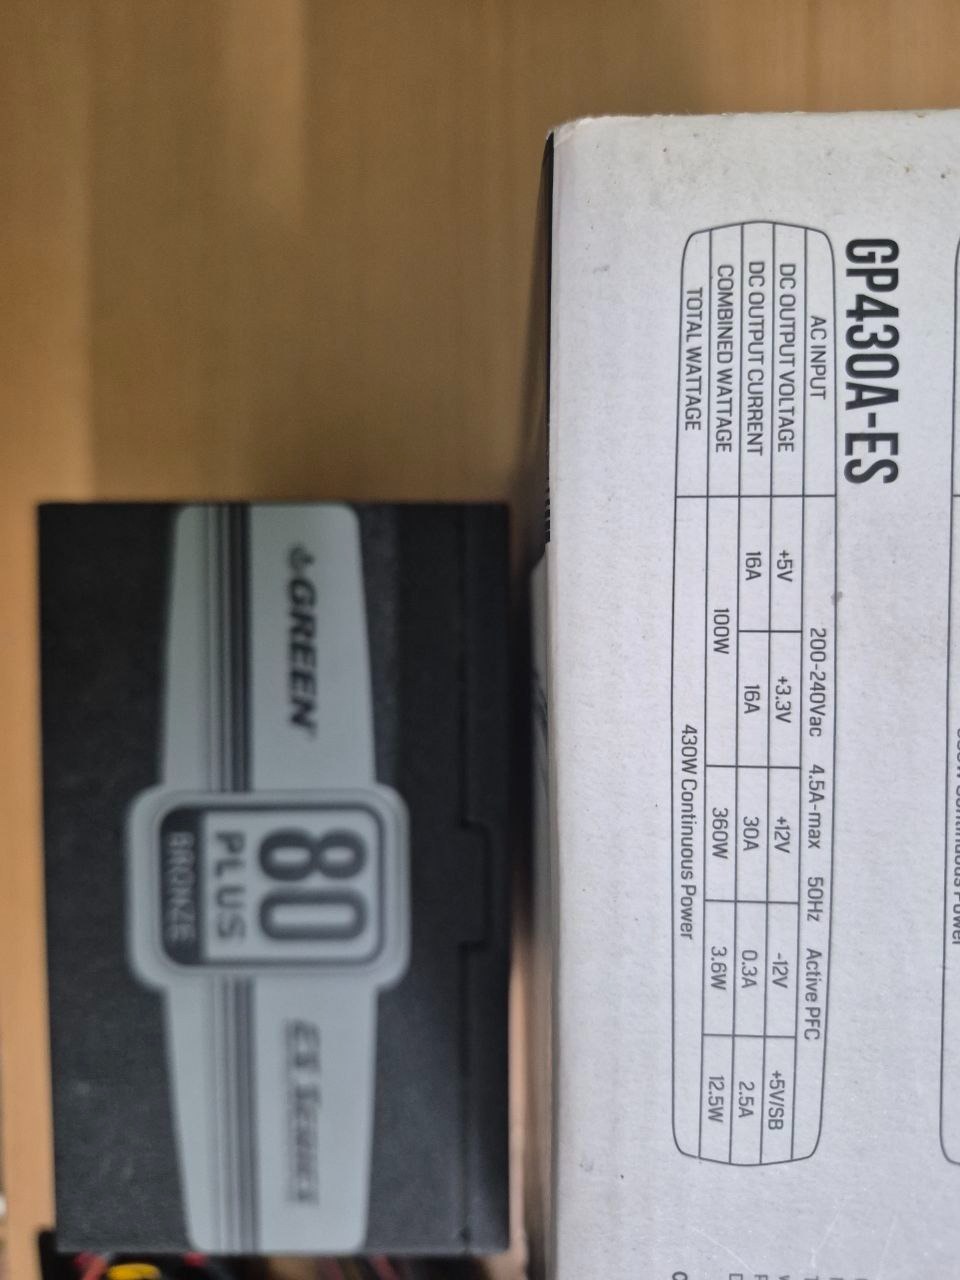 GP430A-ES
AC INPUT 200-240Vac 4.5A-max 50Hz Active PFC
DC OUTPUT VOLTAGE +5V +3.3V +12V -12V +5V/SB
DC OUTPUT CURRENT 16A 16A 30A 0.3A 2.5A
COMBINED WATTAGE 100W 360W 3.6W 12.5W
TOTAL WATTAGE 430W Continuous Power
GREEN
80
PLUS
BRONZE
ES Series